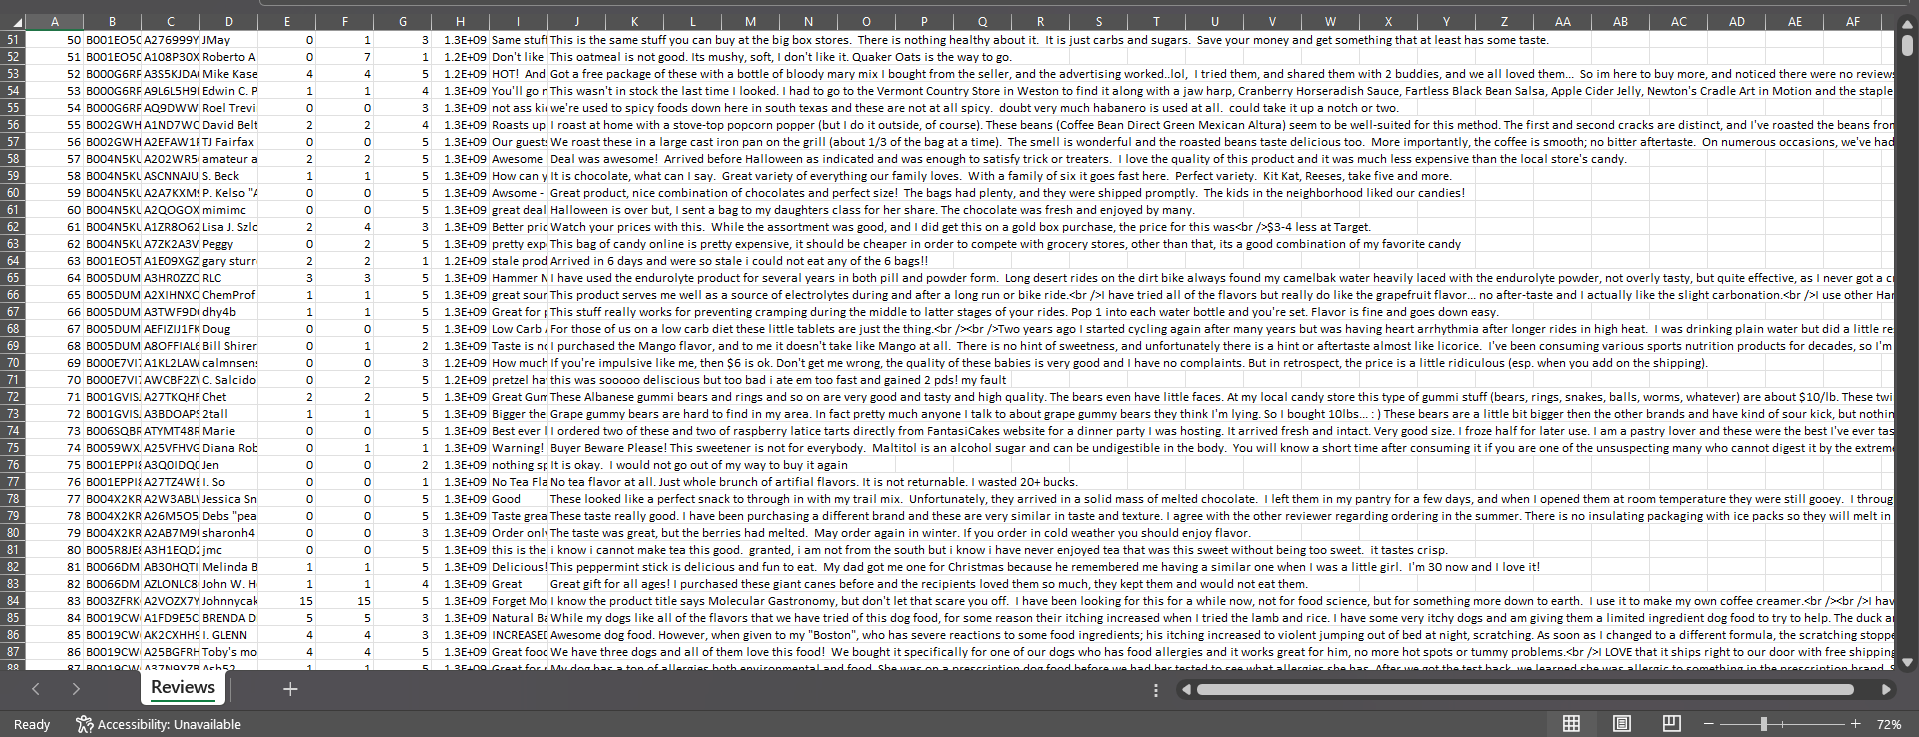 A B C D E F G H I J K L M N O P Q R S T U V W X Y Z AA AB AC AD AE AF
51 50 B001EO5Q A276999Y JMay 0 1 3 1.3E+09 Same stuff This is the same stuff you can buy at the big box stores. There is nothing healthy about it. It is just carbs and sugars. Save your money and get something that at least has some taste.
52 51 B001EO5Q A108P30X Roberto A 0 7 1 1.2E+09 Don't like This oatmeal is not good. Its mushy, soft, I don't like it. Quaker Oats is the way to go.
53 52 B000G6RP A3S5KJDA Mike Kase 4 4 5 1.2E+09 HOT! And Got a free package of these with a bottle of bloody mary mix I bought from the seller, and the advertising worked..lol, I tried them, and shared them with 2 buddies, and we all loved them... So im here to buy more, and noticed there were no reviews
54 53 B000G6RP A9L6L5H9 Edwin C. P 1 1 4 1.3E+09 You'll go n This wasn't in stock the last time I looked. I had to go to the Vermont Country Store in Weston to find it along with a jaw harp, Cranberry Horseradish Sauce, Fartless Black Bean Salsa, Apple Cider Jelly, Newton's Cradle Art in Motion and the staple
55 54 B000G6RP AQ9DWW Roel Trevi 0 0 3 1.3E+09 not ass kic we're used to spicy foods down here in south texas and these are not at all spicy. doubt very much habanero is used at all. could take it up a notch or two.
56 55 B002GWH A1ND7WC David Belt 2 2 4 1.3E+09 Roasts up I roast at home with a stove-top popcorn popper (but I do it outside, of course). These beans (Coffee Bean Direct Green Mexican Altura) seem to be well-suited for this method. The first and second cracks are distinct, and I've roasted the beans from
57 56 B002GWH A2EFAW1 TJ Fairfax 0 0 5 1.3E+09 Our guests We roast these in a large cast iron pan on the grill (about 1/3 of the bag at a time). The smell is wonderful and the roasted beans taste delicious too. More importantly, the coffee is smooth; no bitter aftertaste. On numerous occasions, we've had
58 57 B004N5KU A202WR5 amateur a 2 2 5 1.3E+09 Awesome Deal was awesome! Arrived before Halloween as indicated and was enough to satisfy trick or treaters. I love the quality of this product and it was much less expensive than the local store's candy.
59 58 B004N5KU ASCNNAJU S. Beck 1 1 5 1.3E+09 How can y It is chocolate, what can I say. Great variety of everything our family loves. With a family of six it goes fast here. Perfect variety. Kit Kat, Reeses, take five and more.
60 59 B004N5KU A2A7KXM P. Kelso "A 0 0 5 1.3E+09 Awsome - Great product, nice combination of chocolates and perfect size! The bags had plenty, and they were shipped promptly. The kids in the neighborhood liked our candies!
61 60 B004N5KU A2QOGOX mimimc 0 0 5 1.3E+09 great deal Halloween is over but, I sent a bag to my daughters class for her share. The chocolate was fresh and enjoyed by many.
62 61 B004N5KU A1ZR8O62 Lisa J. Szlo 2 4 3 1.3E+09 Better pric Watch your prices with this. While the assortment was good, and I did get this on a gold box purchase, the price for this was<br />$3-4 less at Target.
63 62 B004N5KU A7ZK2A3V Peggy 0 2 5 1.3E+09 pretty exp This bag of candy online is pretty expensive, it should be cheaper in order to compete with grocery stores, other than that, its a good combination of my favorite candy
64 63 B001EO5T A1E09XGZ gary sturr 2 2 1 1.2E+09 stale prod Arrived in 6 days and were so stale i could not eat any of the 6 bags!!
65 64 B005DUM A3HR0ZZC RLC 3 3 5 1.3E+09 Hammer N I have used the endurolyte product for several years in both pill and powder form. Long desert rides on the dirt bike always found my camelbak water heavily laced with the endurolyte powder, not overly tasty, but quite effective, as I never got a
66 65 B005DUM A2XIHNXC ChemProf 1 1 5 1.3E+09 great sour This product serves me well as a source of electrolytes during and after a long run or bike ride.<br />I have tried all of the flavors but really do like the grapefruit flavor... no after-taste and I actually like the slight carbonation.<br />I use other Ham
67 66 B005DUM A3TWF9D dhy4b 1 1 5 1.3E+09 Great for p This stuff really works for preventing cramping during the middle to latter stages of your rides. Pop 1 into each water bottle and you're set. Flavor is fine and goes down easy.
68 67 B005DUM AEFIZIJ1F Doug 0 0 5 1.3E+09 Low Carb For those of us on a low carb diet these little tablets are just the thing.<br /><br />Two years ago I started cycling again after many years but was having heart arrhythmia after longer rides in high heat. I was drinking plain water but did a little re
69 68 B005DUM A8OFFIAL6 Bill Shirer 0 1 2 1.3E+09 Taste is no I purchased the Mango flavor, and to me it doesn't take like Mango at all. There is no hint of sweetness, and unfortunately there is a hint or aftertaste almost like licorice. I've been consuming various sports nutrition products for decades, so I'm
70 69 B000E7VI A1KL2LAW calmnsens 0 0 3 1.2E+09 How much If you're impulsive like me, then $6 is ok. Don't get me wrong, the quality of these babies is very good and I have no complaints. But in retrospect, the price is a little ridiculous (esp. when you add on the shipping).
71 70 B000E7VI AWCBF2Z C. Salcido 0 2 5 1.2E+09 pretzel ha this was sooooo deliscious but too bad i ate em too fast and gained 2 pds! my fault
72 71 B001GVIS A27TKQHF Chet 2 2 5 1.2E+09 Great Gum These Albanese gummi bears and rings and so on are very good and tasty and high quality. The bears even have little faces. At my local candy store this type of gummi stuff (bears, rings, snakes, balls, worms, whatever) are about $10/lb. These twi
73 72 B001GVIS A3BDOAPS 2tall 1 1 5 1.3E+09 Bigger the Grape gummy bears are hard to find in my area. In fact pretty much anyone I talk to about grape gummy bears they think I'm lying. So I bought 10lbs... : ) These bears are a little bit bigger then the other brands and have kind of sour kick, but nothin
74 73 B006SQBR ATYMT48F Marie 0 0 5 1.3E+09 Best ever I ordered two of these and two of raspberry latice tarts directly from FantasiCakes website for a dinner party I was hosting. It arrived fresh and intact. Very good size. I froze half for later use. I am a pastry lover and these were the best I've ever tas
75 74 B0059WX A25VFHVG Diana Rob 0 1 1 1.3E+09 Warning! Buyer Beware Please! This sweetener is not for everybody. Maltitol is an alcohol sugar and can be undigestible in the body. You will know a short time after consuming it if you are one of the unsuspecting many who cannot digest it by the extreme
76 75 B001EPPI A3Q0IDQ Jen 0 0 2 1.3E+09 nothing sp It is okay. I would not go out of my way to buy it again
77 76 B001EPPI A27TZ4WE I. So 0 0 1 1.3E+09 No Tea Fla No tea flavor at all. Just whole brunch of artifial flavors. It is not returnable. I wasted 20+ bucks.
78 77 B004X2KR A2W3ABLV Jessica Sn 0 0 5 1.3E+09 Good These looked like a perfect snack to through in with my trail mix. Unfortunately, they arrived in a solid mass of melted chocolate. I left them in my pantry for a few days, and when I opened them at room temperature they were still gooey. I throug
79 78 B004X2KR A26M5O5 Debs "pea 0 0 5 1.3E+09 Taste grea These taste really good. I have been purchasing a different brand and these are very similar in taste and texture. I agree with the other reviewer regarding ordering in the summer. There is no insulating packaging with ice packs so they will melt in
80 79 B004X2KR A2AB7M9 sharonh4 0 0 3 1.3E+09 Order only The taste was great, but the berries had melted. May order again in winter. If you order in cold weather you should enjoy flavor.
81 80 B005R8JE A3H1EQD jmc 0 0 5 1.3E+09 this is the i know i cannot make tea this good. granted, i am not from the south but i know i have never enjoyed tea that was this sweet without being too sweet. it tastes crisp.
82 81 B0066DM AB30HQTI Melinda B 1 1 5 1.3E+09 Delicious! This peppermint stick is delicious and fun to eat. My dad got me one for Christmas because he remembered me having a similar one when I was a little girl. I'm 30 now and I love it!
83 82 B0066DM AZLONLC8 John W. H 1 1 4 1.3E+09 Great Great gift for all ages! I purchased these giant canes before and the recipients loved them so much, they kept them and would not eat them.
84 83 B003ZFRK A2VOZX7Y Johnnycak 15 15 5 1.3E+09 Forget Mo I know the product title says Molecular Gastronomy, but don't let that scare you off. I have been looking for this for a while now, not for food science, but for something more down to earth. I use it to make my own coffee creamer.<br /><br />I hav
85 84 B0019CW A1FD9E5C BRENDA D 5 5 3 1.3E+09 Natural Ba While my dogs like all of the flavors that we have tried of this dog food, for some reason their itching increased when I tried the lamb and rice. I have some very itchy dogs and am giving them a limited ingredient dog food to try to help. The duck a
86 85 B0019CW AK2CXHH I. GLENN 4 4 3 1.3E+09 INCREASED Awesome dog food. However, when given to my "Boston", who has severe reactions to some food ingredients; his itching increased to violent jumping out of bed at night, scratching. As soon as I changed to a different formula, the scratching stoppe
87 86 B0019CW A25BGFRH Toby's mo 4 4 5 1.3E+09 Great food We have three dogs and all of them love this food! We bought it specifically for one of our dogs who has food allergies and it works great for him, no more hot spots or tummy problems.<br />I LOVE that it ships right to our door with free shipping
88 87 B0019CW A37N9XZR Ash52 1 1 5 1.3E+09 Great for My dog has a ton of allergies both environmental and food. She was on a prescription dog food before we had her tested to see what allergies she has. After we got the test back, we learned she was allergic to something in the prescription brand.
Reviews
Ready Accessibility: Unavailable 72%